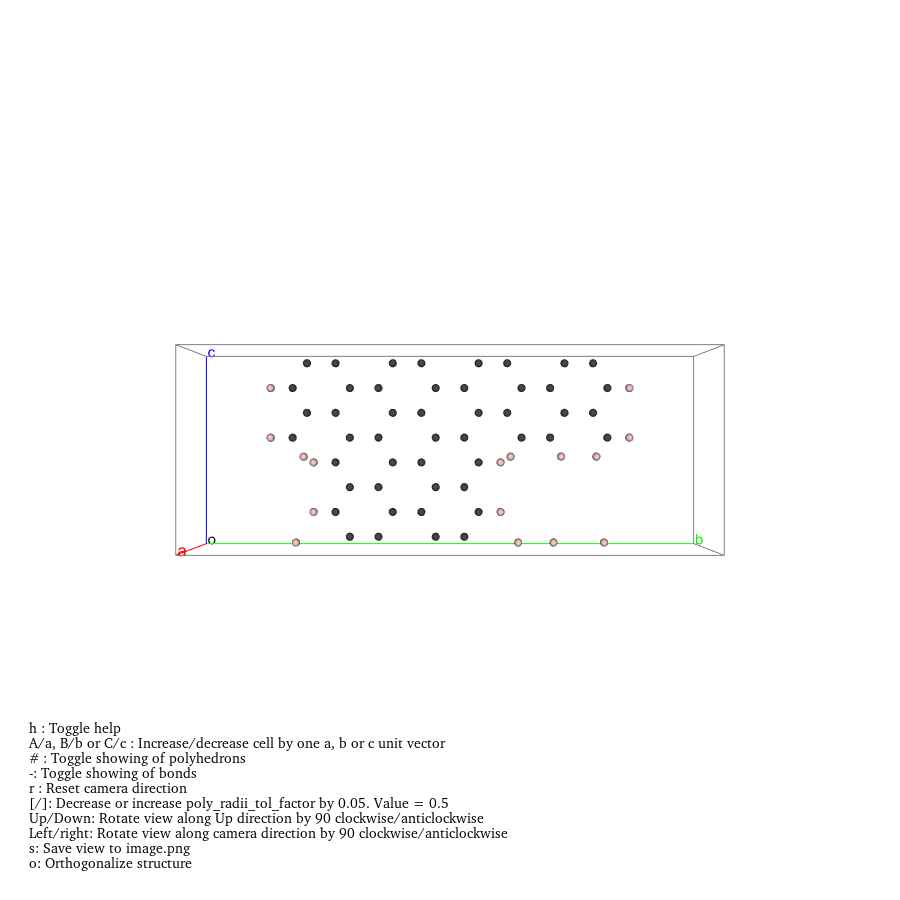 c
o
a
b
h : Toggle help
A/a, B/b or C/c : Increase/decrease cell by one a, b or c unit vector
# : Toggle showing of polyhedrons
-: Toggle showing of bonds
r : Reset camera direction
[/]: Decrease or increase poly_radii_tol_factor by 0.05. Value = 0.5
Up/Down: Rotate view along Up direction by 90 clockwise/anticlockwise
Left/right: Rotate view along camera direction by 90 clockwise/anticlockwise
s: Save view to image.png
o: Orthogonalize structure